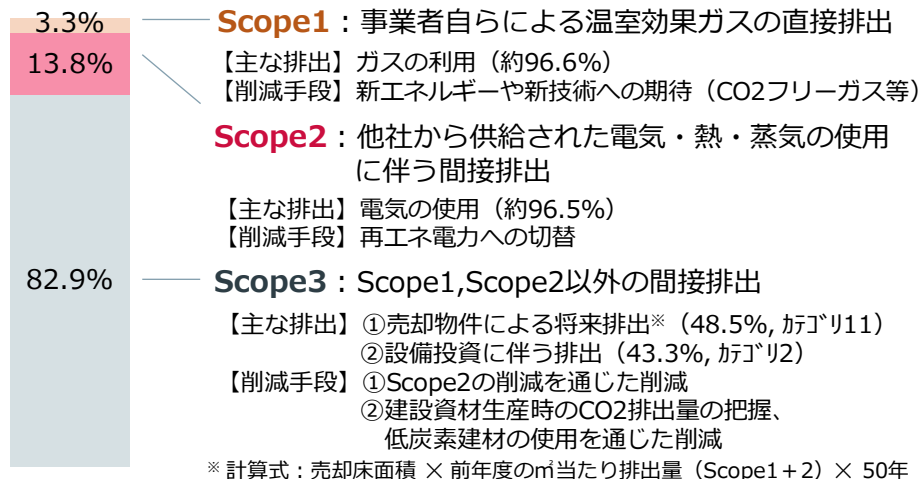 3.3%
Scope1：事業者自らによる温室効果ガスの直接排出
13.8%
【主な排出】ガスの利用（約96.6%）
【削減手段】新エネルギーや新技術への期待（CO2フリーガス等）
Scope2：他社から供給された電気・熱・蒸気の使用
に伴う間接排出
【主な排出】電気の使用（約96.5%）
【削減手段】再エネ電力への切替
82.9%
Scope3：Scope1,Scope2以外の間接排出
【主な排出】①売却物件による将来排出※（48.5%, ｶﾃｺﾞﾘ11）
②設備投資に伴う排出（43.3%, ｶﾃｺﾞﾘ2）
【削減手段】①Scope2の削減を通じた削減
②建設資材生産時のCO2排出量の把握、
低炭素建材の使用を通じた削減
※ 計算式：売却床面積 × 前年度の㎡当たり排出量（Scope1＋2）× 50年